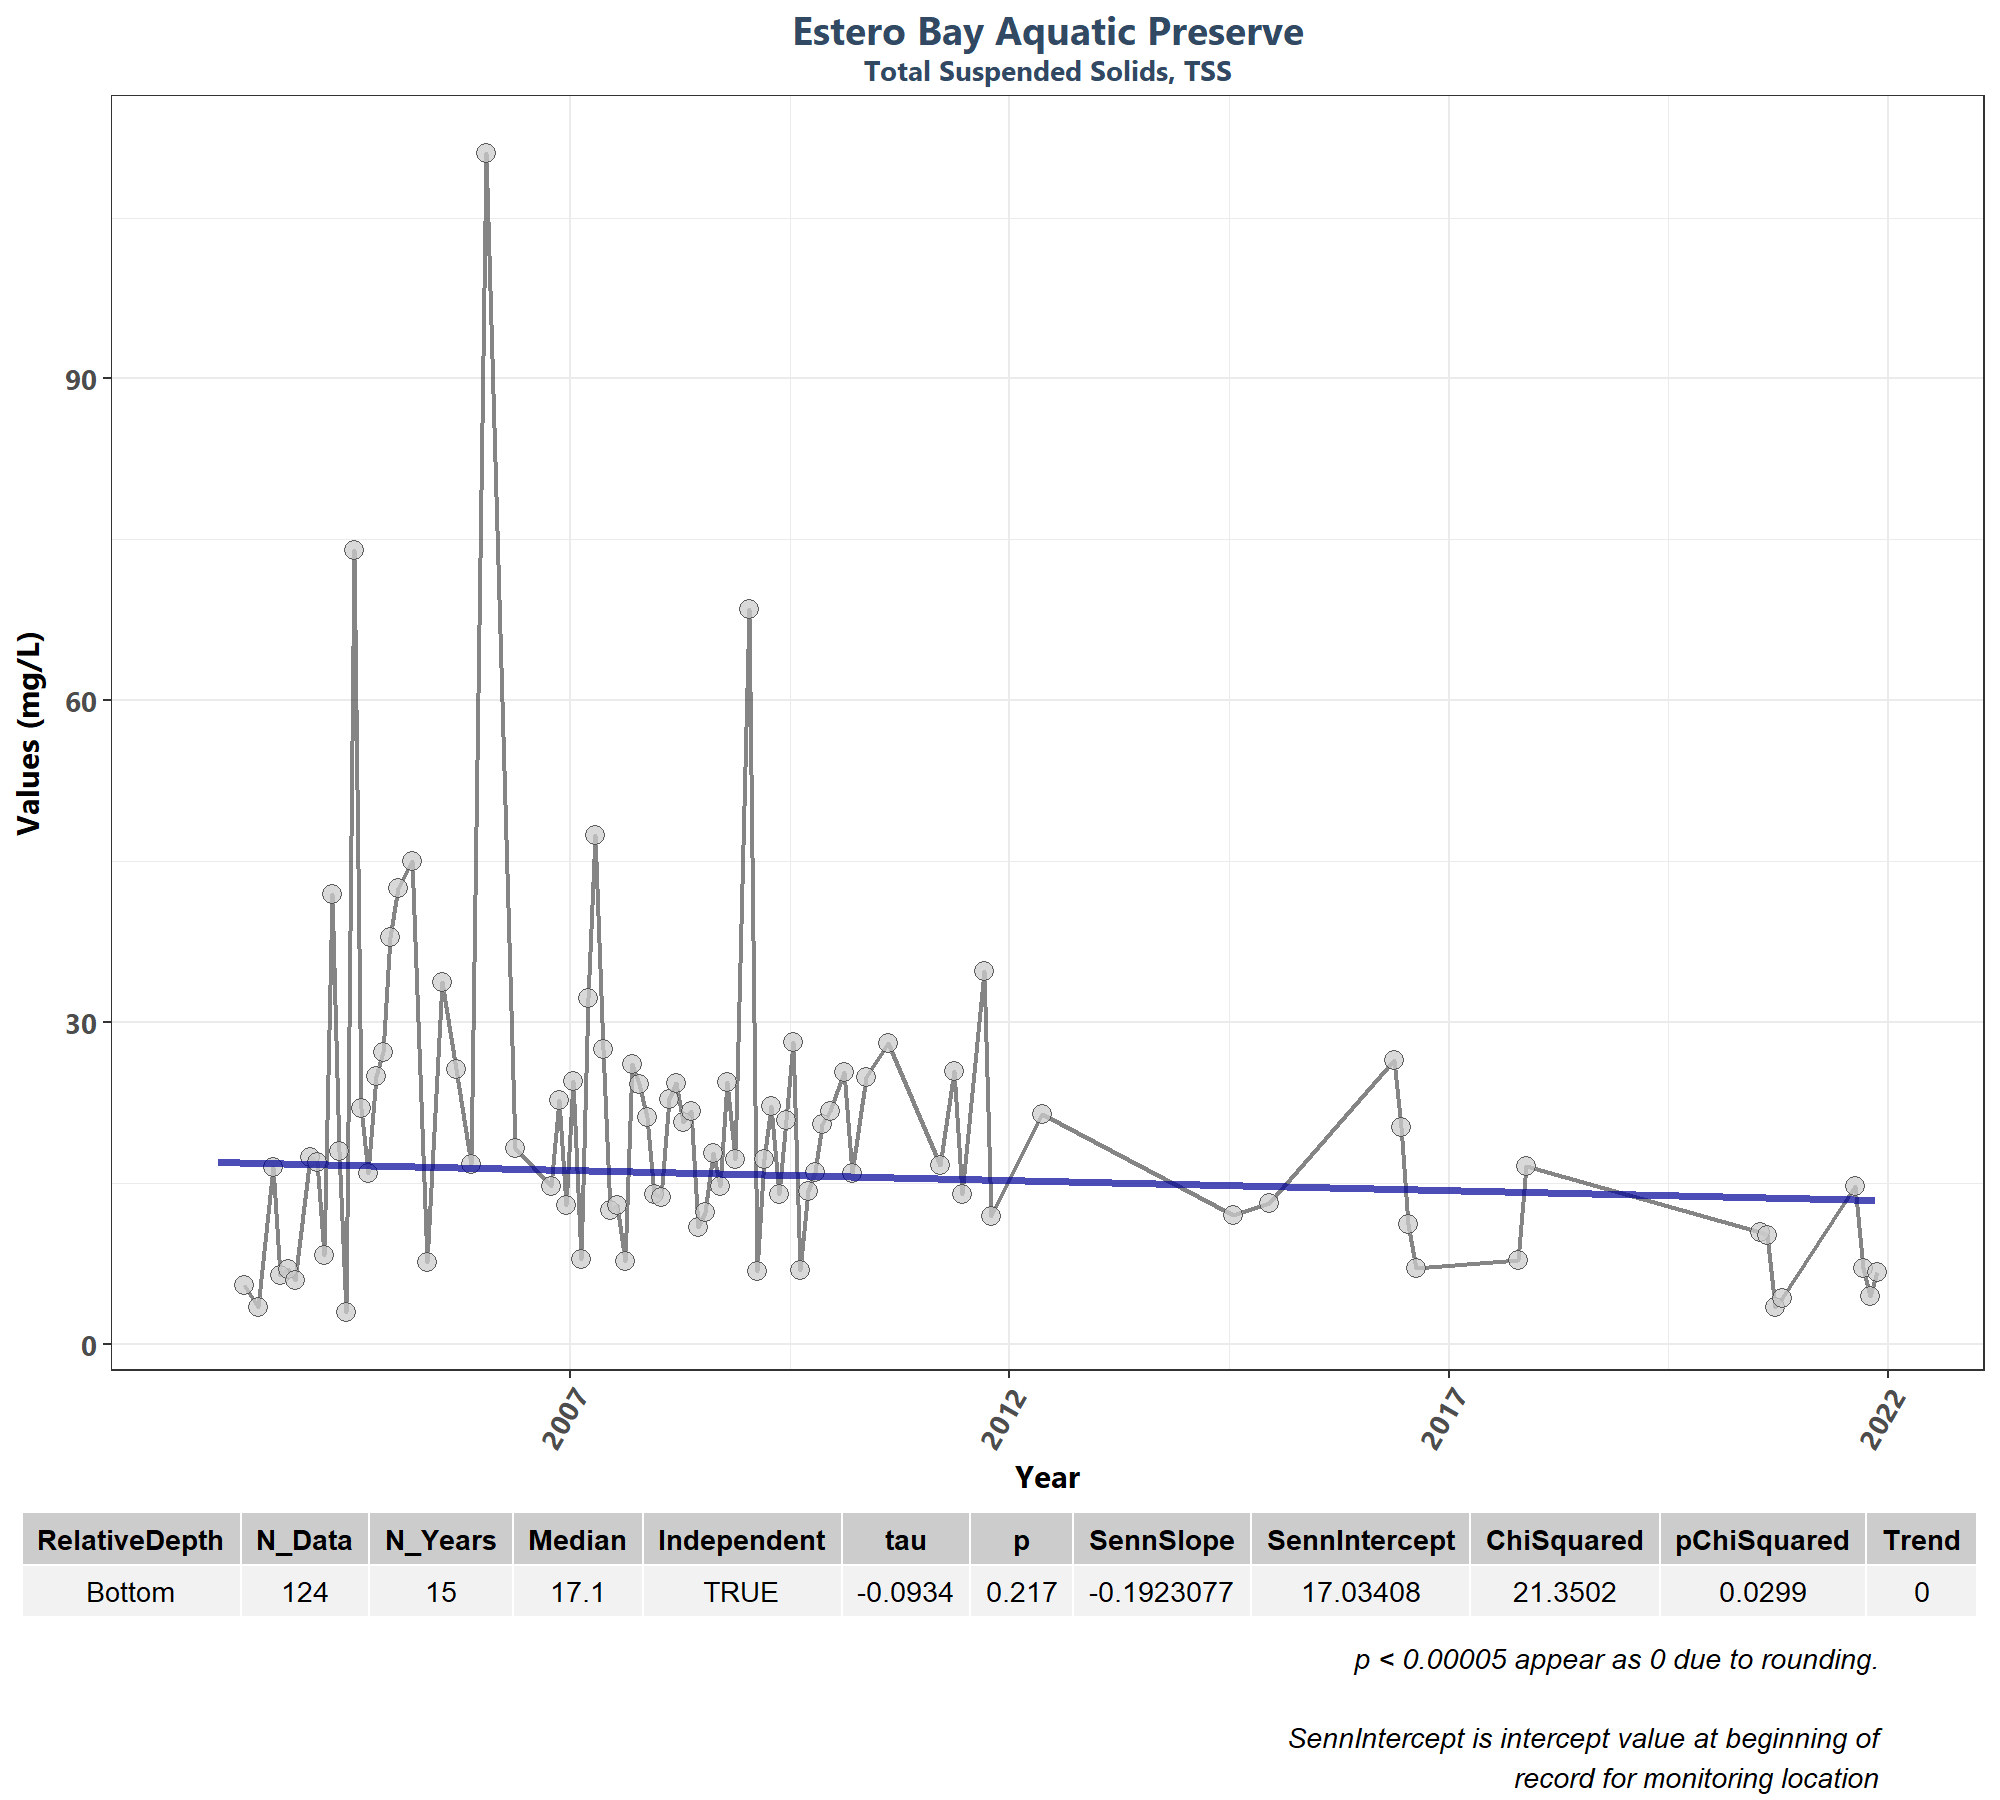 Estero Bay Aquatic Preserve
Total Suspended Solids, TSS
Values (mg/L)
90
60
30
0
2007 2012 2017 2022
Year
RelativeDepth N_Data N_Years Median Independent tau p SennSlope SennIntercept ChiSquared pChiSquared Trend
Bottom 124 15 17.1 TRUE -0.0934 0.217 -0.1923077 17.03408 21.3502 0.0299 0
p < 0.00005 appear as 0 due to rounding.
SennIntercept is intercept value at beginning of
record for monitoring location